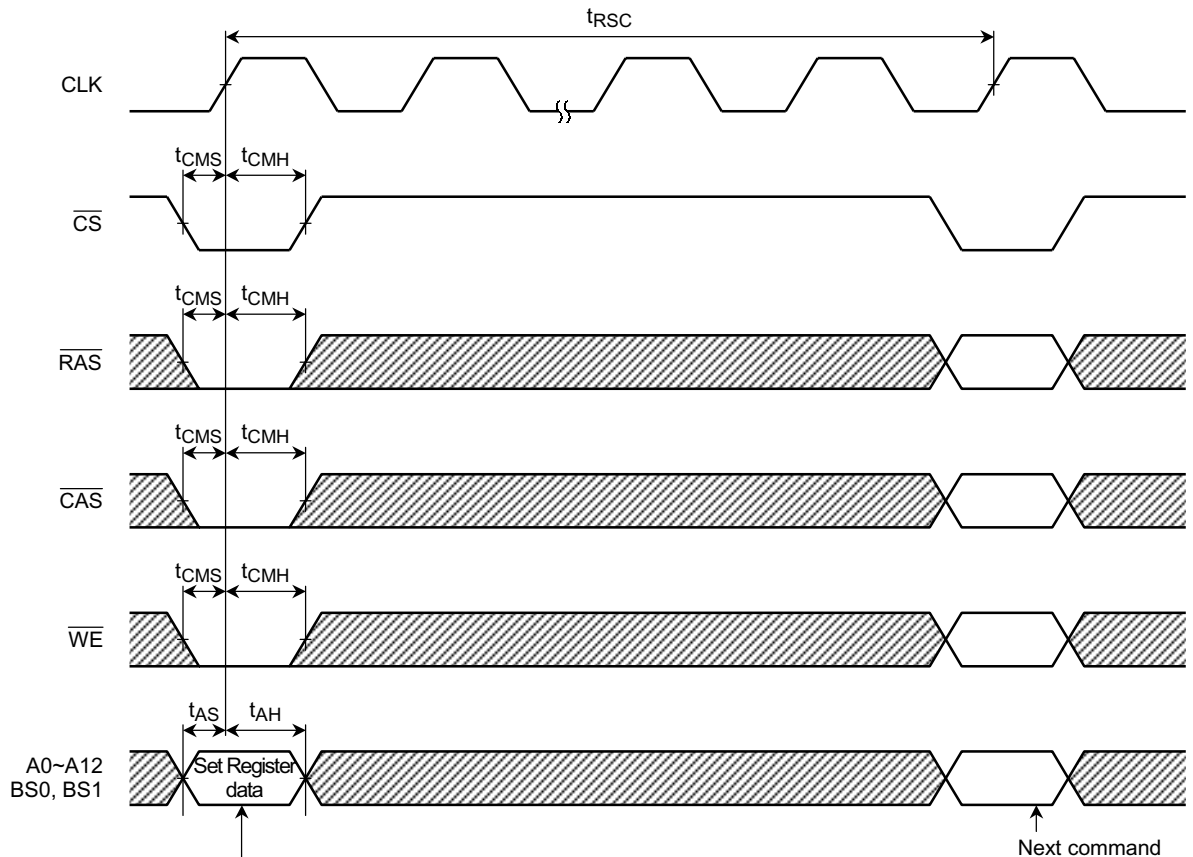 tRSC
CLK
tCMS tCMH
CS
tCMS tCMH
RAS
tCMS tCMH
CAS
tCMS tCMH
WE
tAS tAH
A0~A12
BS0, BS1
Set Register
data
Next command